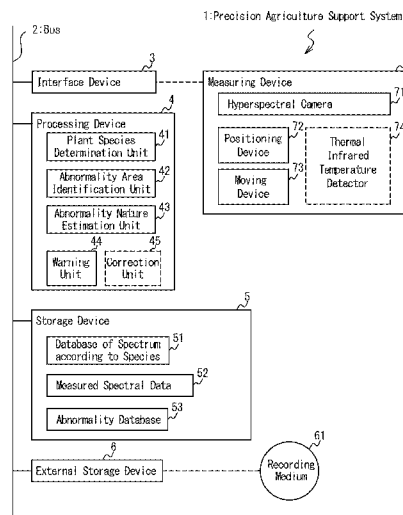 1:Precision Agriculture Support System
2:Bus
3
Interface Device
Measuring Device
71
Hyperspectral Camera
72
Positioning
Device
73
Moving
Device
74
Thermal
Infrared
Temperature
Detector
4
Processing Device
41
Plant Species
Determination Unit
42
Abnormality Area
Identification Unit
43
Abnormality Nature
Estimation Unit
44
Warning
Unit
45
Correction
Unit
5
Storage Device
51
Database of Spectrum
according to Species
52
Measured Spectral Data
53
Abnormality Database
6
External Storage Device
61
Recording
Medium